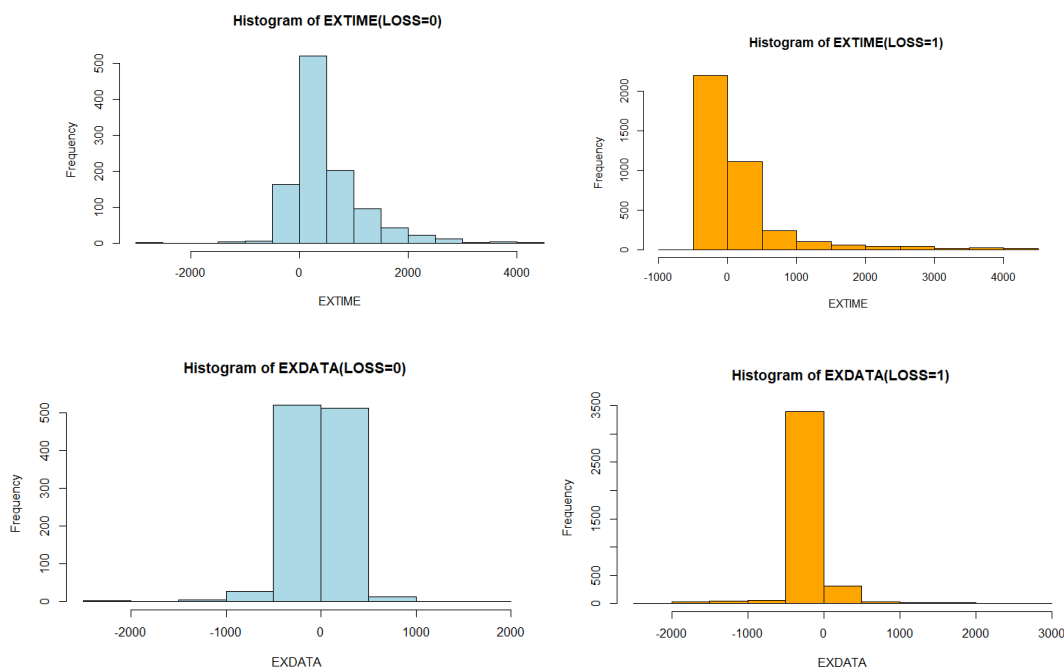 Histogram of EXTIME(LOSS=0)
Frequency
0 100 200 300 400 500
-2000 0 2000 4000
EXTIME
Histogram of EXTIME(LOSS=1)
Frequency
0 500 1000 1500 2000
-1000 0 1000 2000 3000 4000
EXTIME
Histogram of EXDATA(LOSS=0)
Frequency
0 100 200 300 400 500
-2000 -1000 0 1000 2000
EXDATA
Histogram of EXDATA(LOSS=1)
Frequency
0 500 1500 2500 3500
-2000 -1000 0 1000 2000 3000
EXDATA